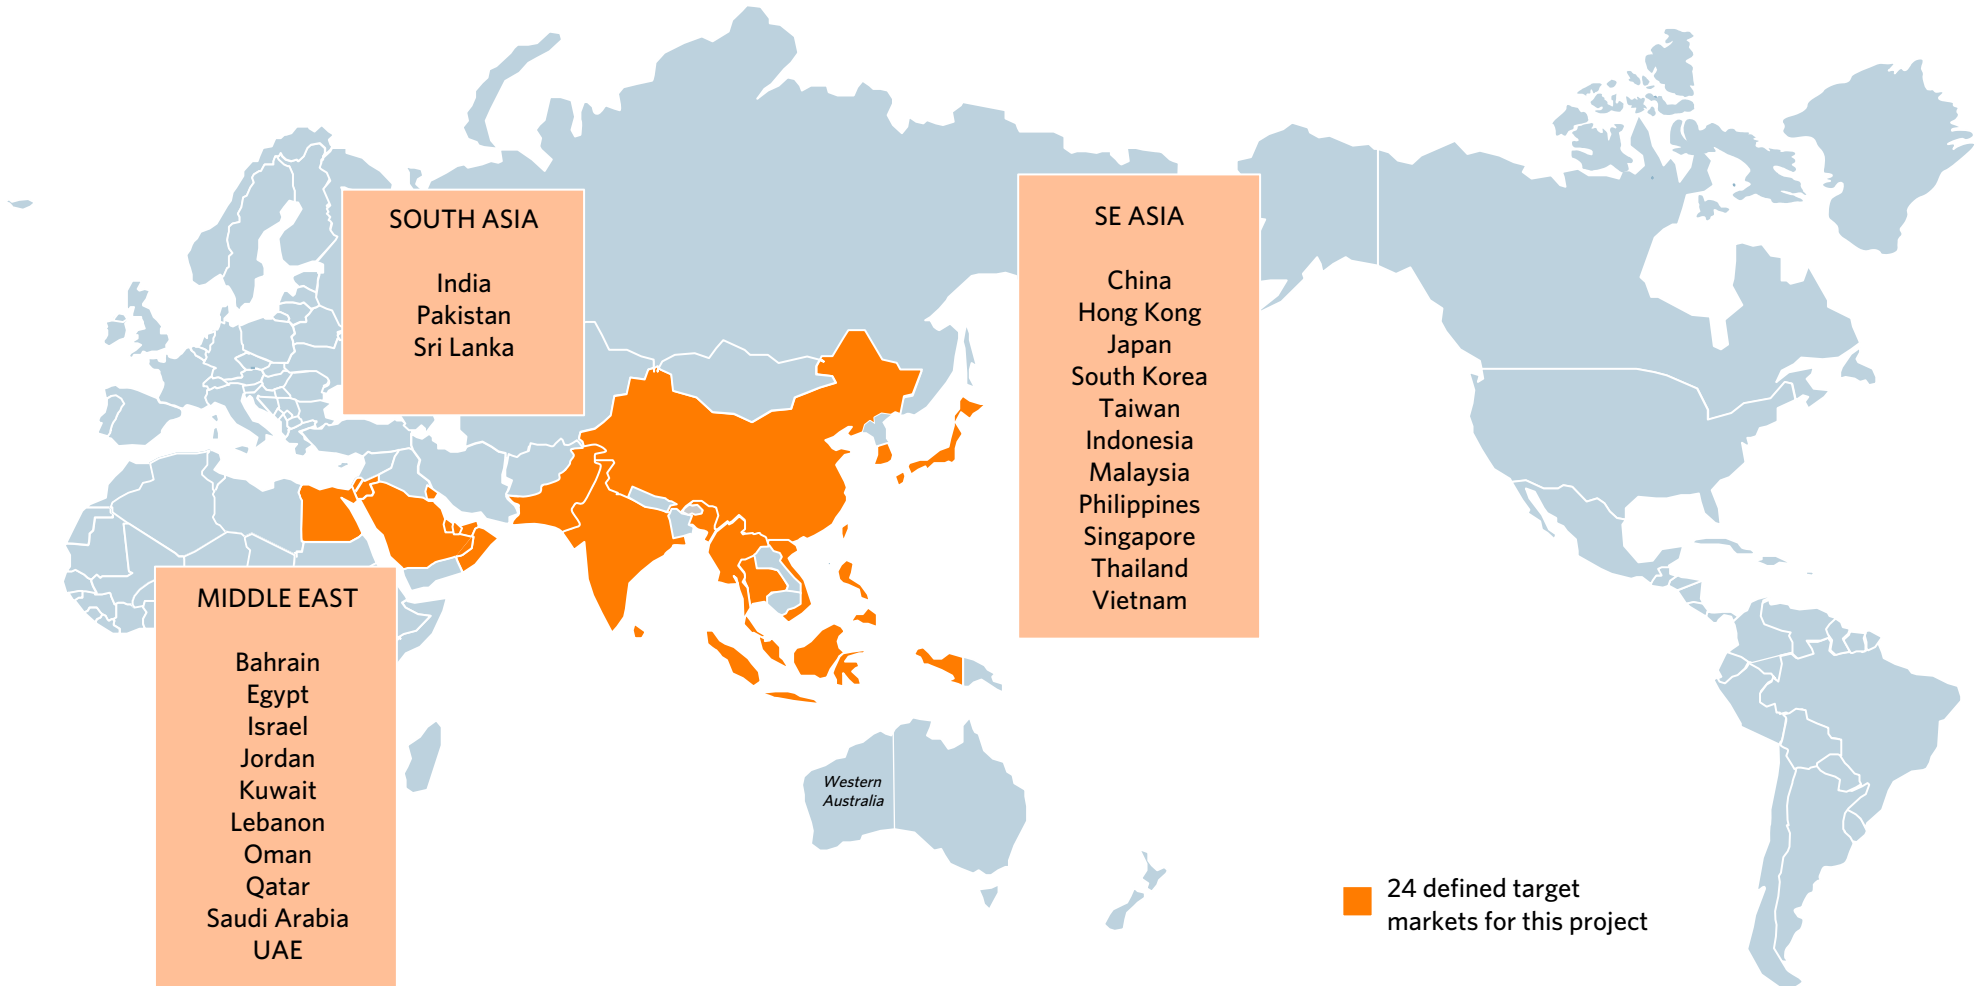 SOUTH ASIA
India
Pakistan
Sri Lanka
SE ASIA
China
Hong Kong
Japan
South Korea
Taiwan
Indonesia
Malaysia
Philippines
Singapore
Thailand
Vietnam
MIDDLE EAST
Bahrain
Egypt
Israel
Jordan
Kuwait
Lebanon
Oman
Qatar
Saudi Arabia
UAE
Western
Australia
24 defined target
markets for this project